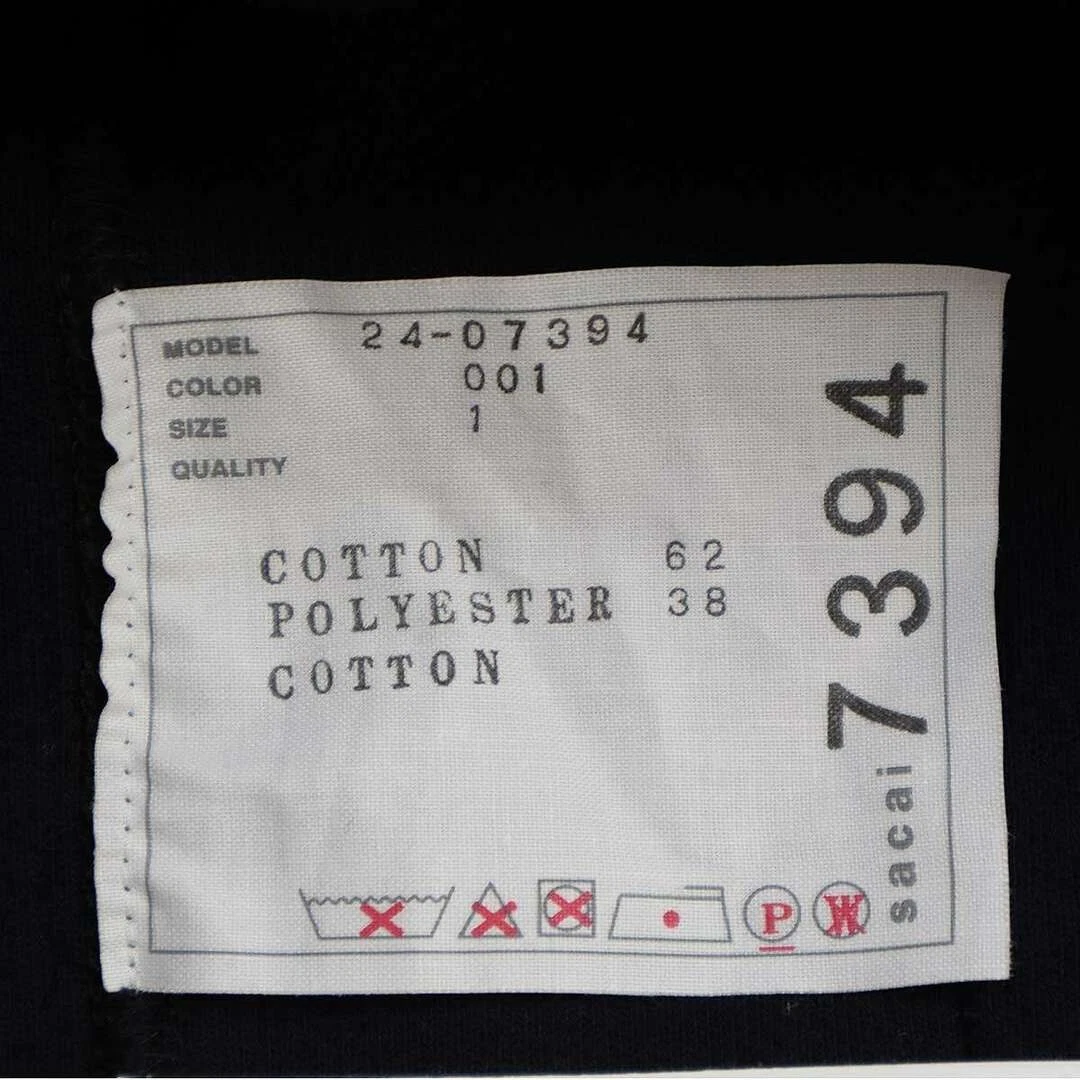 MODEL 24-07394
COLOR 001
SIZE 1
QUALITY
COTTON 62
POLYESTER 38
COTTON
P W
sacai 7394